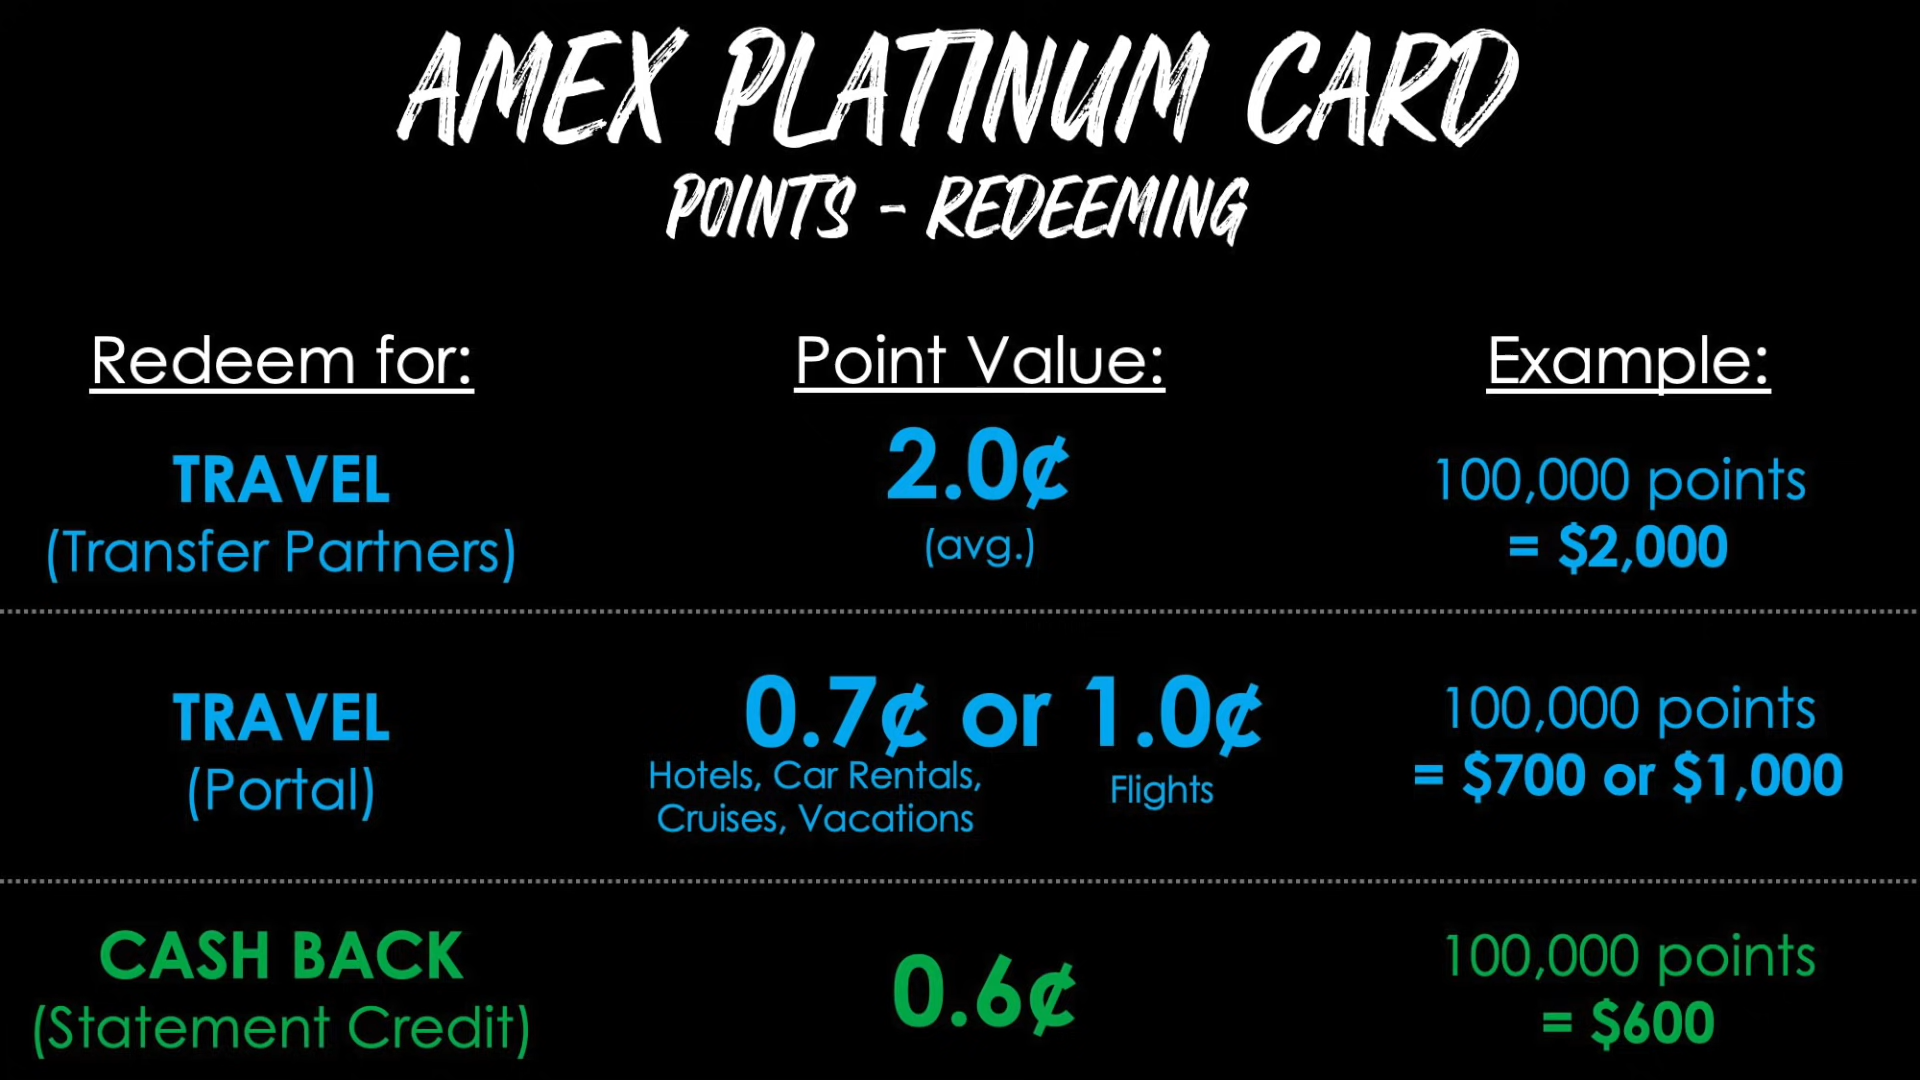 AMEX PLATINUM CARD
POINTS - REDEEMING
Redeem for: Point Value: Example:
TRAVEL
(Transfer Partners)
2.0¢
(avg.)
100,000 points
= $2,000
TRAVEL
(Portal)
0.7¢ or 1.0¢
Hotels, Car Rentals,
Cruises, Vacations
Flights
100,000 points
= $700 or $1,000
CASH BACK
(Statement Credit)
0.6¢
100,000 points
= $600